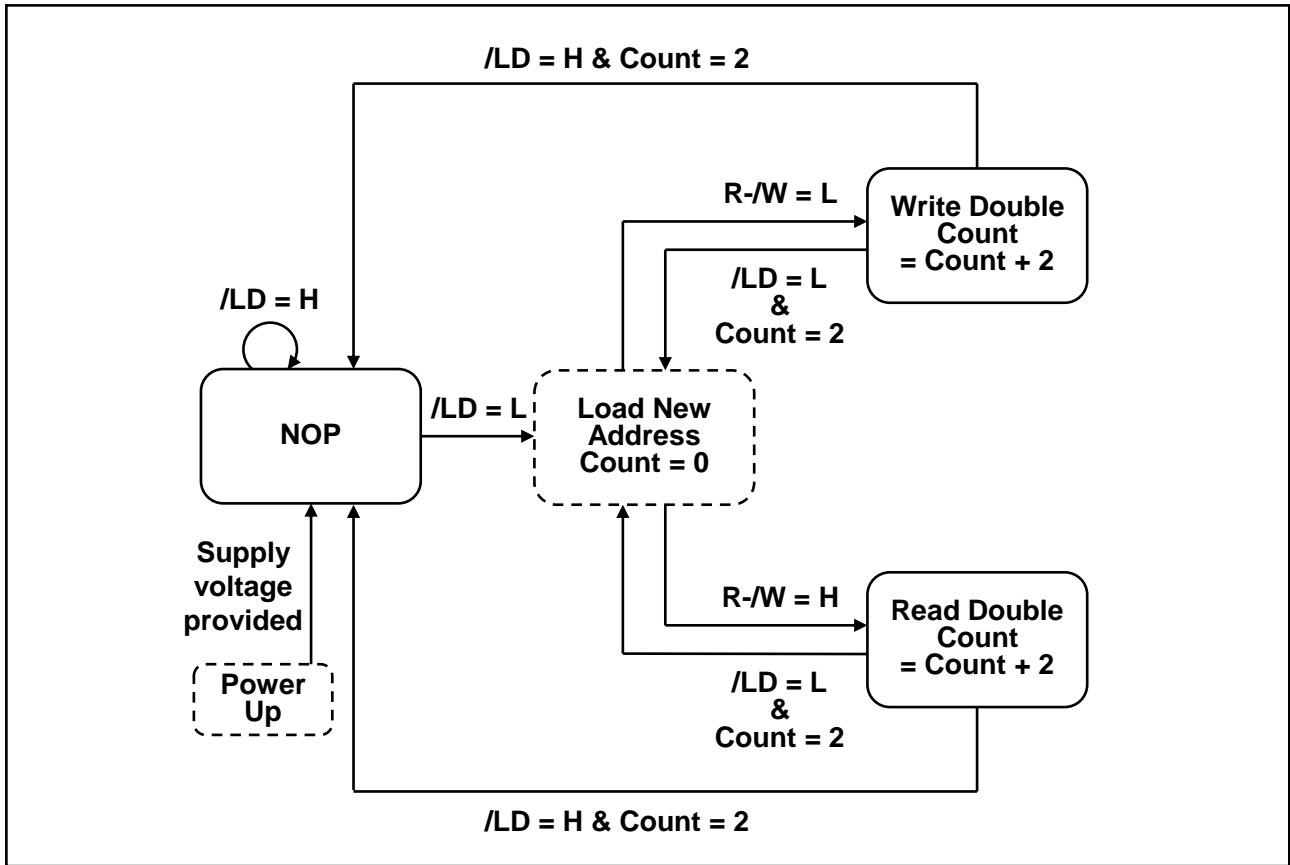 /LD = H & Count = 2
R-/W = L
Write Double
Count
= Count + 2
/LD = L
&
Count = 2
/LD = H
NOP
/LD = L
Load New
Address
Count = 0
Supply
voltage
provided
Power
Up
R-/W = H
Read Double
Count
= Count + 2
/LD = L
&
Count = 2
/LD = H & Count = 2